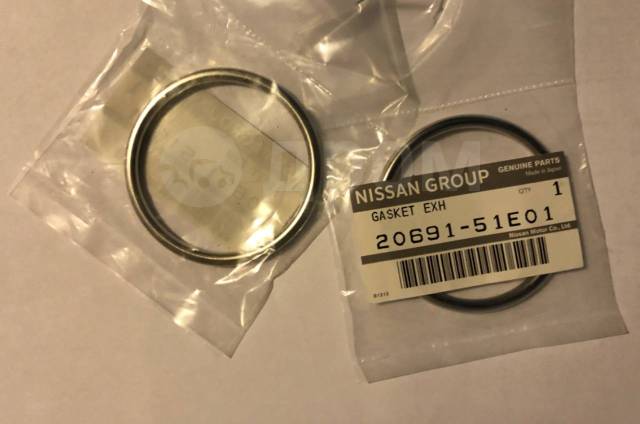 NISSAN GROUP GENUINE PARTS
Made in Japan
GASKET EXH QTY 1
20691-51E01
Nissan Motor Co., Ltd.